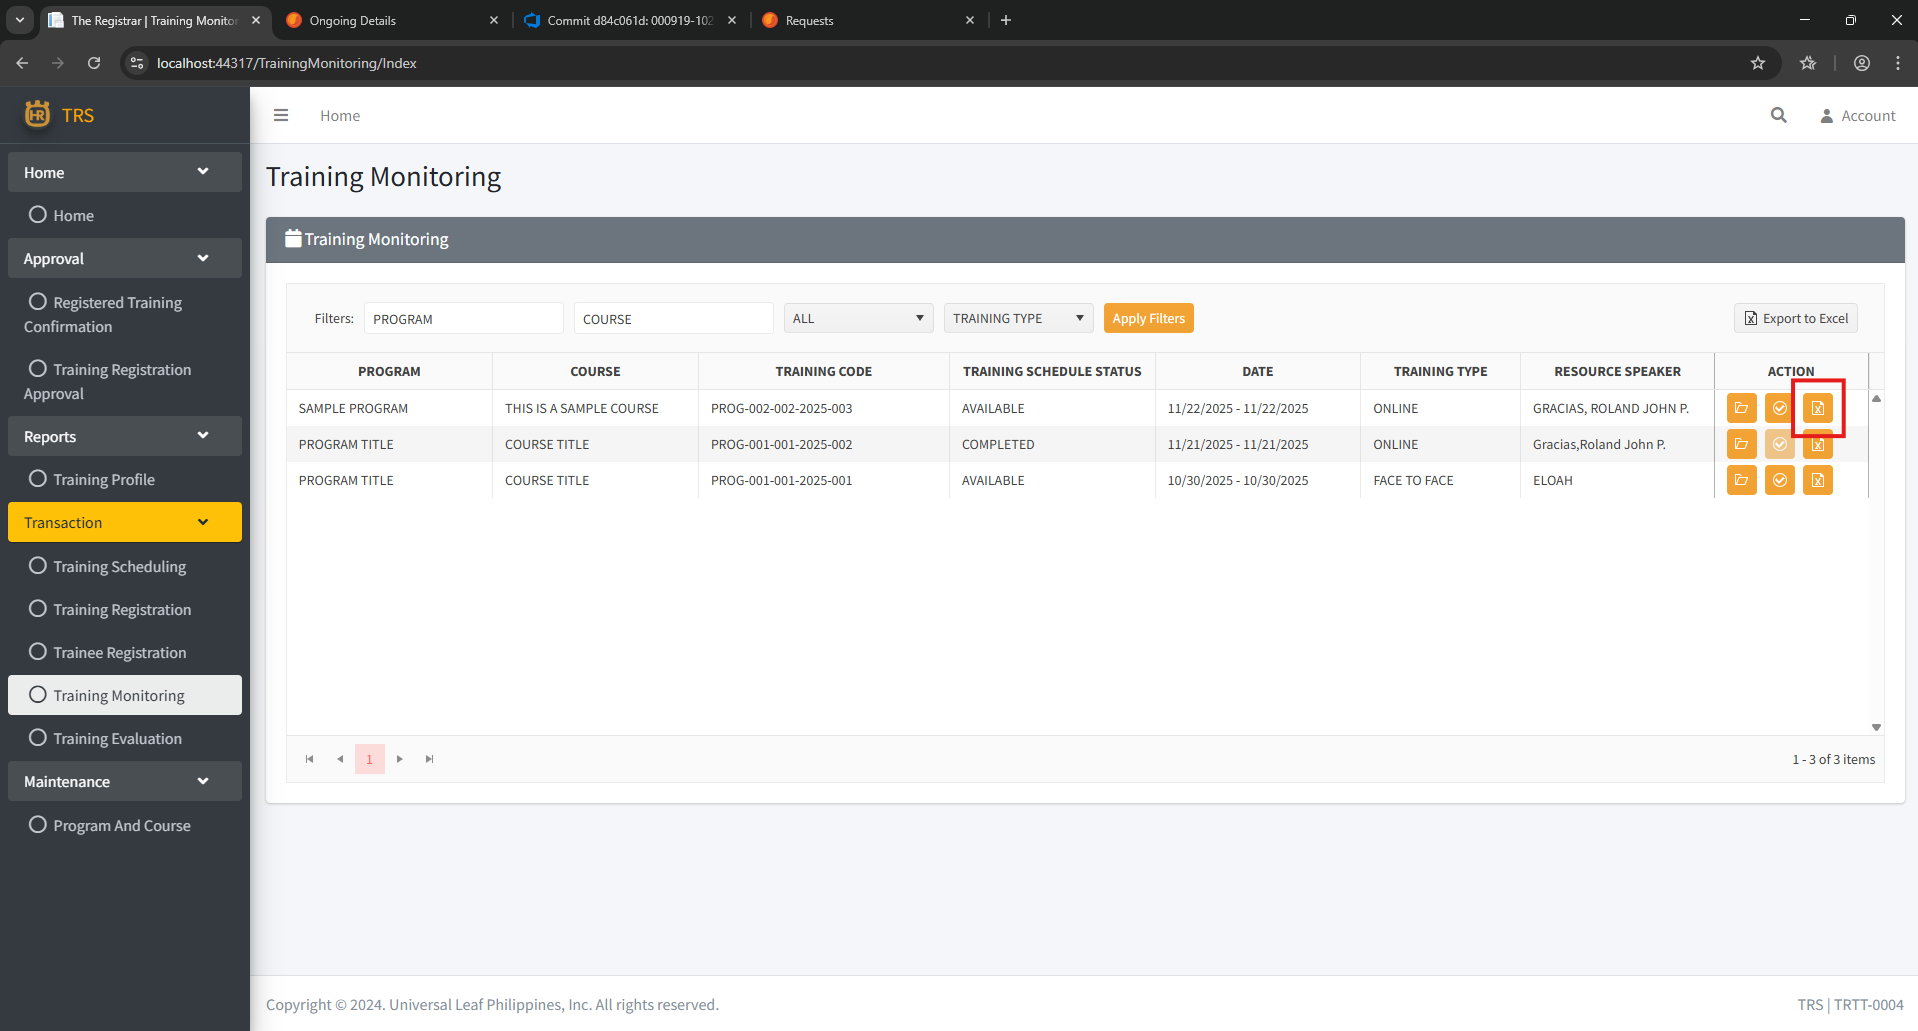 The Registrar | Training Monitor
Ongoing Details
Commit d84c061d: 000919-102
Requests
localhost:44317/TrainingMonitoring/Index
HR
TRS
Home
Account
Home
Home
Approval
Registered Training
Confirmation
Training Registration
Approval
Reports
Training Profile
Transaction
Training Scheduling
Training Registration
Trainee Registration
Training Monitoring
Training Evaluation
Maintenance
Program And Course
Training Monitoring
Training Monitoring
Filters: PROGRAM COURSE ALL TRAINING TYPE Apply Filters Export to Excel
PROGRAM COURSE TRAINING CODE TRAINING SCHEDULE STATUS DATE TRAINING TYPE RESOURCE SPEAKER ACTION
SAMPLE PROGRAM THIS IS A SAMPLE COURSE PROG-002-002-2025-003 AVAILABLE 11/22/2025 - 11/22/2025 ONLINE GRACIAS, ROLAND JOHN P.
PROGRAM TITLE COURSE TITLE PROG-001-001-2025-002 COMPLETED 11/21/2025 - 11/21/2025 ONLINE Gracias,Roland John P.
PROGRAM TITLE COURSE TITLE PROG-001-001-2025-001 AVAILABLE 10/30/2025 - 10/30/2025 FACE TO FACE ELOAH
1
1 - 3 of 3 items
Copyright © 2024. Universal Leaf Philippines, Inc. All rights reserved.
TRS | TRTT-0004